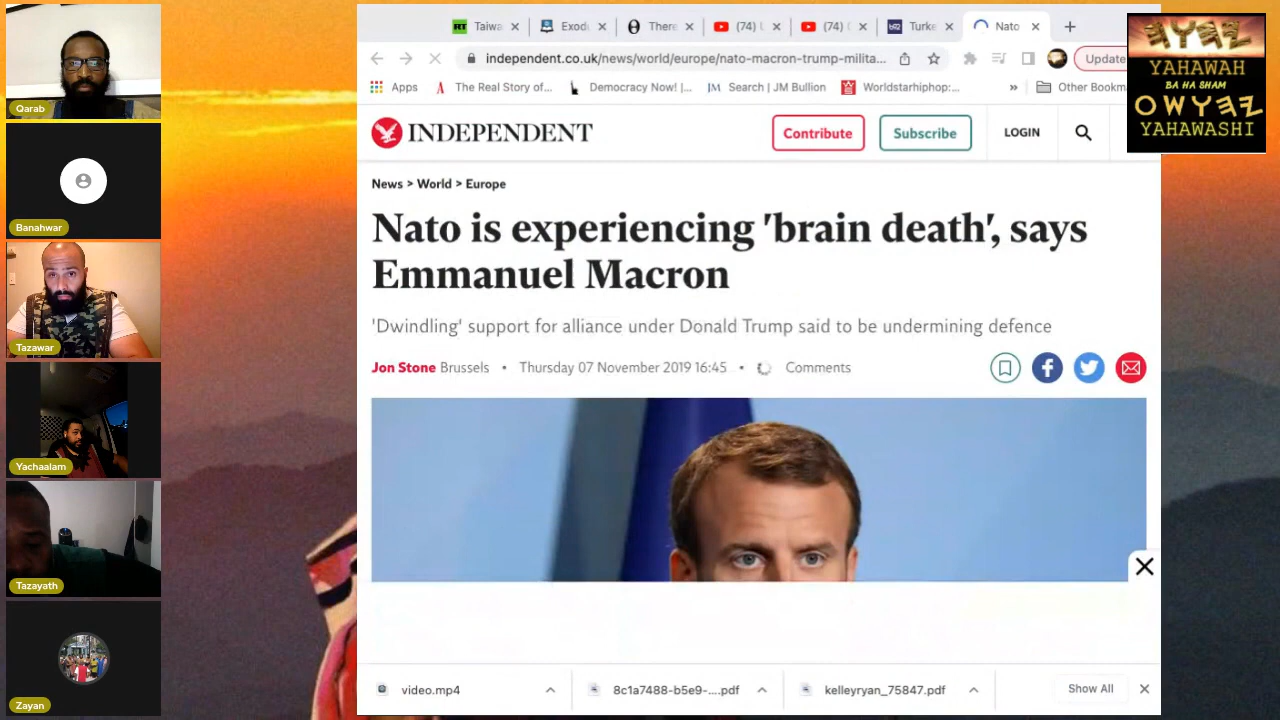 Qarab
Banahwar
Tazawar
Yachaalam
Tazayath
Zayan
Taiwa
Exodu
There
(74) 
(74) 
Turke
Nato
independent.co.uk/news/world/europe/nato-macron-trump-milita...
Update
Apps
The Real Story of...
Democracy Now! |...
Search | JM Bullion
Worldstarhiphop:...
»
Other Bookm
INDEPENDENT
Contribute
Subscribe
LOGIN
News > World > Europe
Nato is experiencing 'brain death', says
Emmanuel Macron
'Dwindling' support for alliance under Donald Trump said to be undermining defence
Jon Stone Brussels • Thursday 07 November 2019 16:45 • Comments
video.mp4
8c1a7488-b5e9-....pdf
kelleyryan_75847.pdf
Show All
YAHAWAH
BA HA SHAM
YAHAWASHI